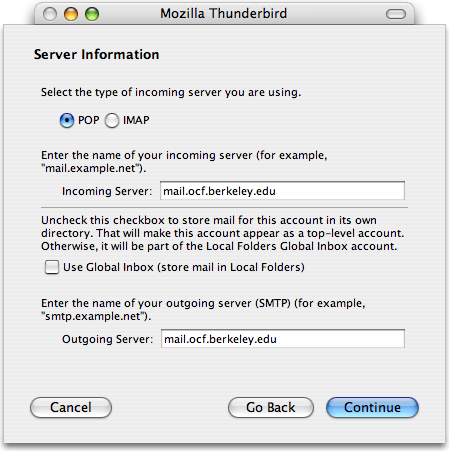 Mozilla Thunderbird
Server Information
Select the type of incoming server you are using.
POP IMAP
Enter the name of your incoming server (for example,
"mail.example.net").
Incoming Server: mail.ocf.berkeley.edu
Uncheck this checkbox to store mail for this account in its own
directory. That will make this account appear as a top-level account.
Otherwise, it will be part of the Local Folders Global Inbox account.
Use Global Inbox (store mail in Local Folders)
Enter the name of your outgoing server (SMTP) (for example,
"smtp.example.net").
Outgoing Server: mail.ocf.berkeley.edu
Cancel Go Back Continue